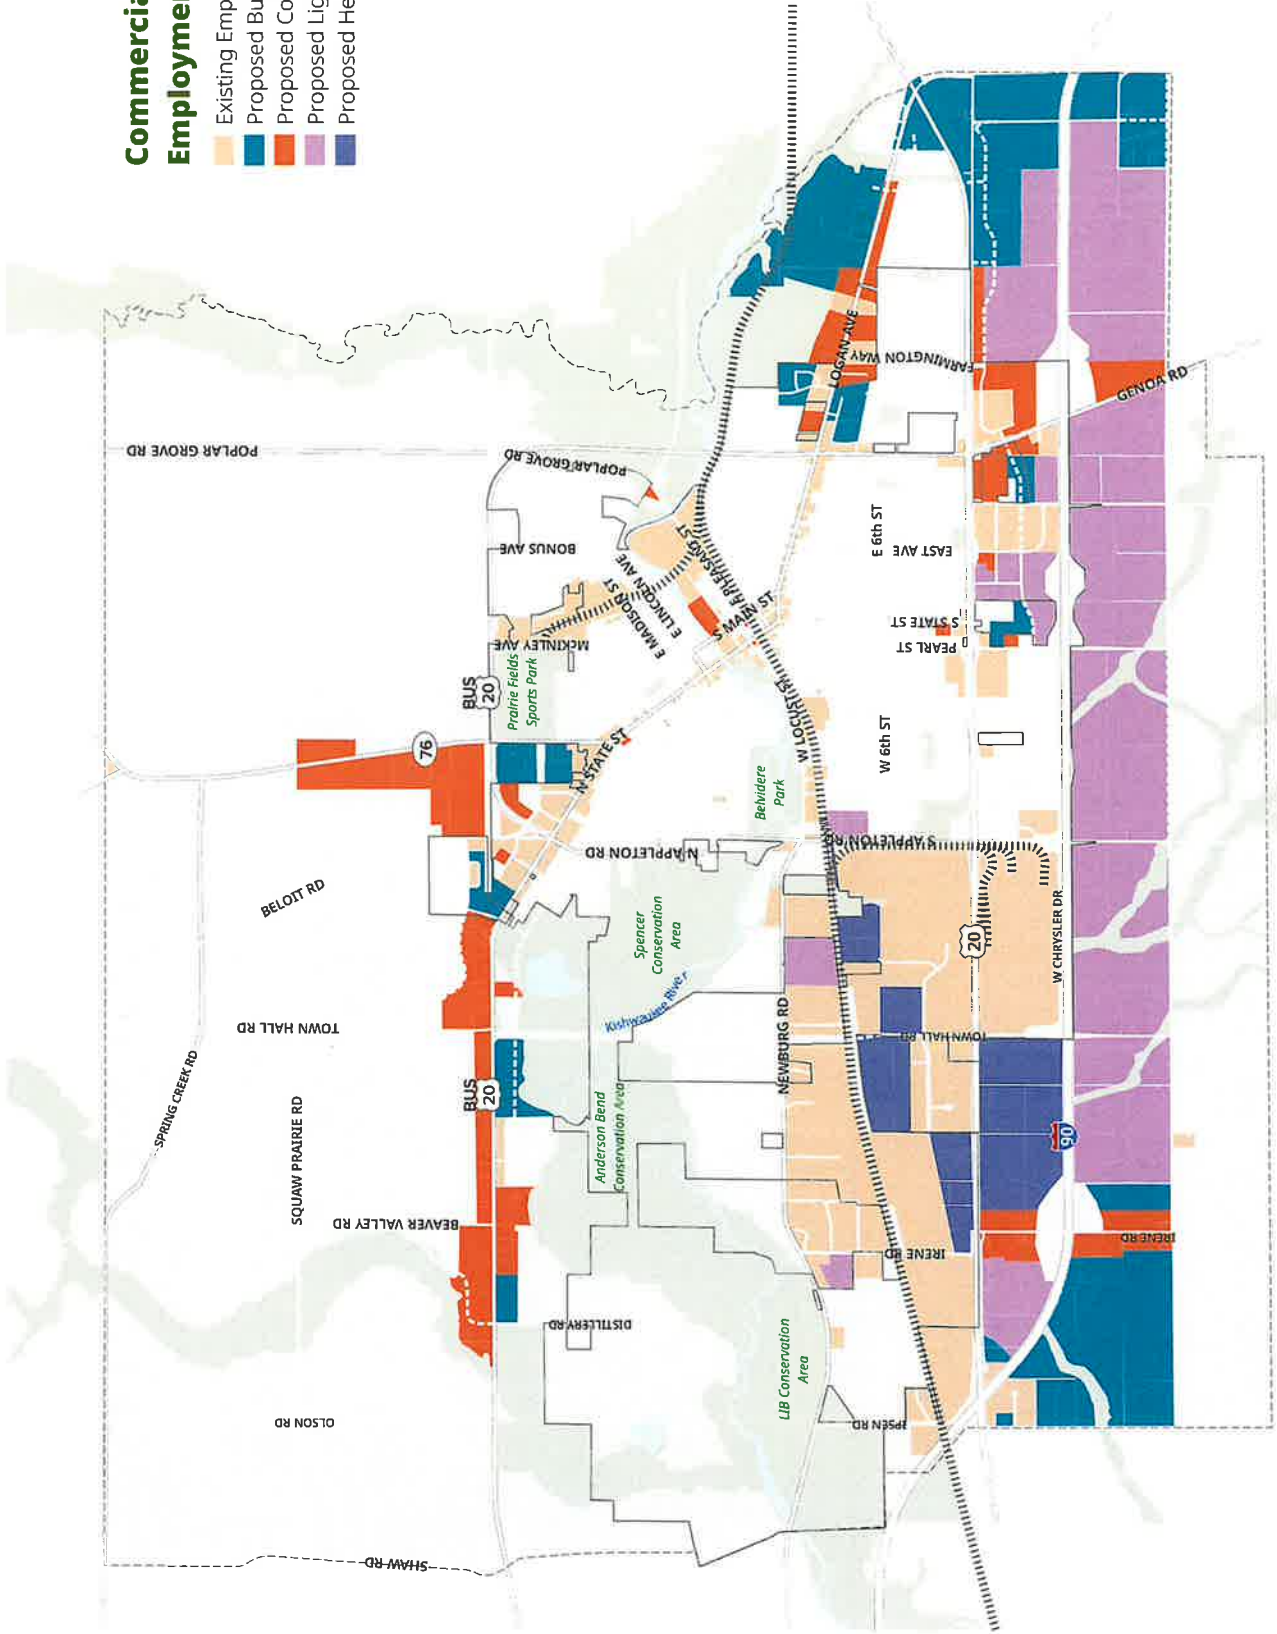 Commercia
Employmen
Existing Emp
Proposed Bu
Proposed Co
Proposed Lig
Proposed He
POPLAR GROVE RD
POPLAR GROVE RD
BONUS AVE
McKINLEY AVE
E MADISON ST
E LINCOLN AVE
E PLEASANT ST
S MAIN ST
LOGAN AVE
FARMINGTON WAY
GENOA RD
E 6th ST
EAST AVE
S STATE ST
PEARL ST
W 6th ST
W LOCUST ST
BUS
20
Prairie Fields
Sports Park
76
N STATE ST
Belvidere
Park
N APPLETON RD
S APPLETON RD
BELOIT RD
Spencer
Conservation
Area
Kishwaukee River
20
W CHRYSLER DR
TOWN HALL RD
TOWN HALL RD
NEWBURG RD
SPRING CREEK RD
SQUAW PRAIRIE RD
BUS
20
Anderson Bend
Conservation Area
90
BEAVER VALLEY RD
IRENE RD
IRENE RD
DISTILLERY RD
LIB Conservation
Area
OLSON RD
IPSEN RD
SHAW RD